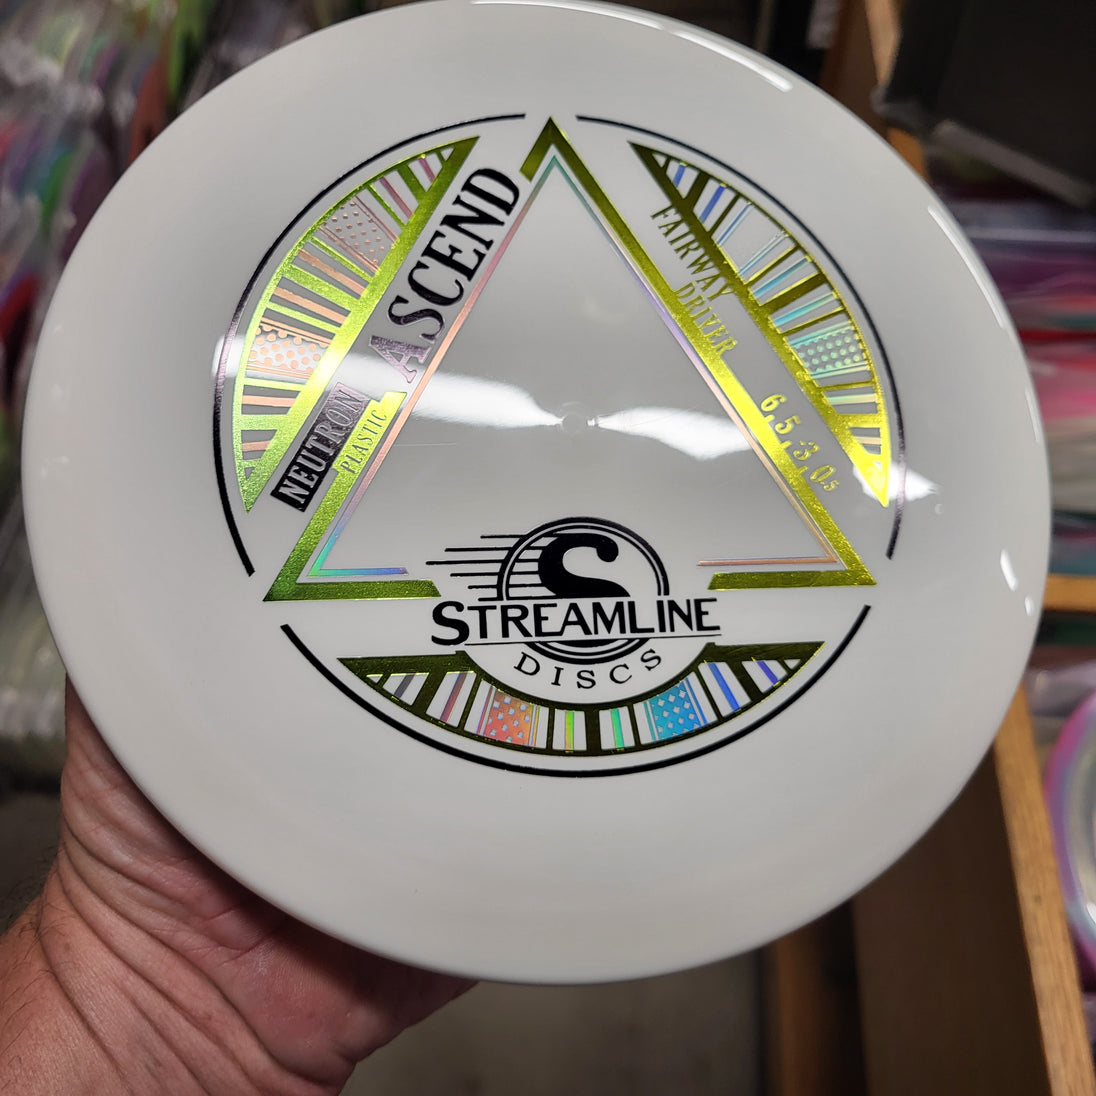 ASCEND
NEUTRON
PLASTIC
FAIRWAY
DRIVER
6,5,-3,0.5
S
STREAMLINE
DISCS